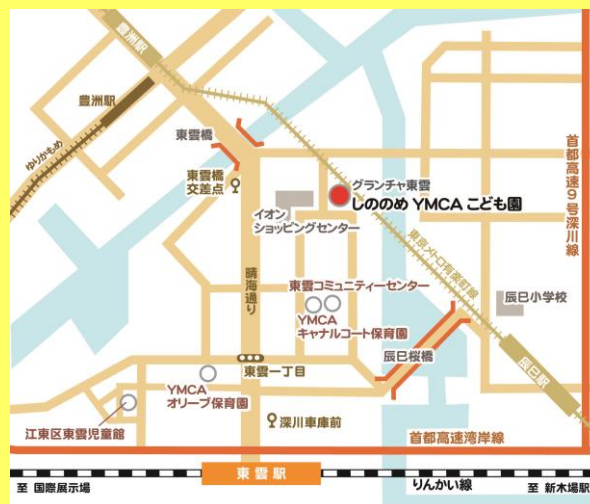 豊洲駅
豊洲駅
ゆりかもめ
東雲橋
東雲橋
交差点
グランチャ東雲
しののめ YMCA こども園
イオン
ショッピングセンター
首都高速9号深川線
東京メトロ有楽町線
晴海通り
東雲コミュニティーセンター
YMCA
キャナルコート保育園
辰巳小学校
辰巳桜橋
辰巳駅
東雲一丁目
YMCA
オリーブ保育園
江東区東雲児童館
深川車庫前
首都高速湾岸線
東雲駅
りんかい線
至 国際展示場
至 新木場駅